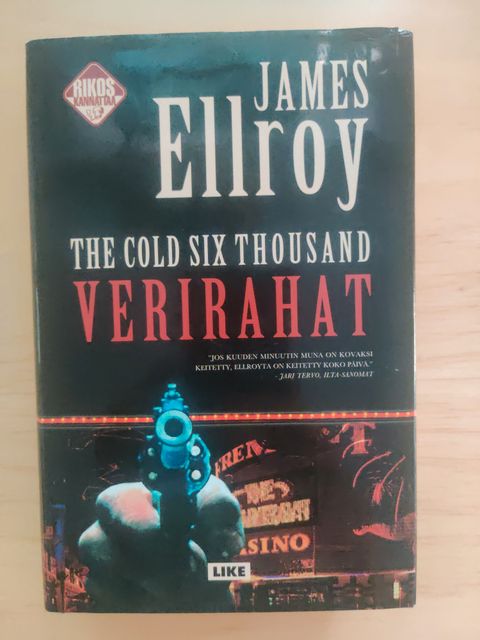 RIKOS
KANNATTAA
JAMES
Ellroy
THE COLD SIX THOUSAND
VERIRAHAT
"JOS KUUDEN MINUUTIN MUNA ON KOVAKSI
KEITETTY, ELLROYTA ON KEITETTY KOKO PÄIVÄ."
- JARI TERVO, ILTA-SANOMAT
LIKE